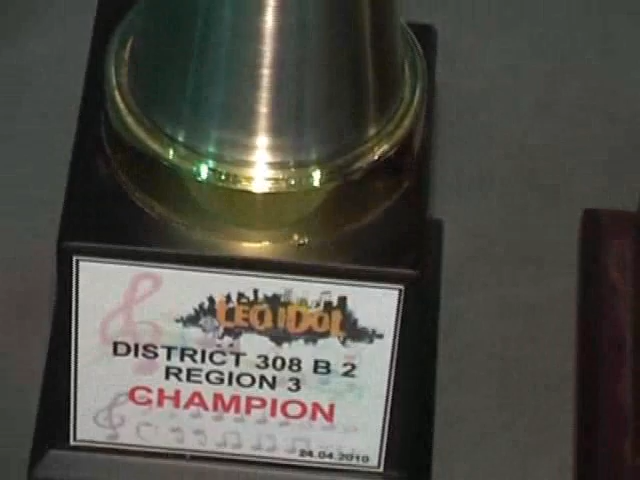 LEO IDOL
DISTRICT 308 B 2
REGION 3
CHAMPION
24.04.2010